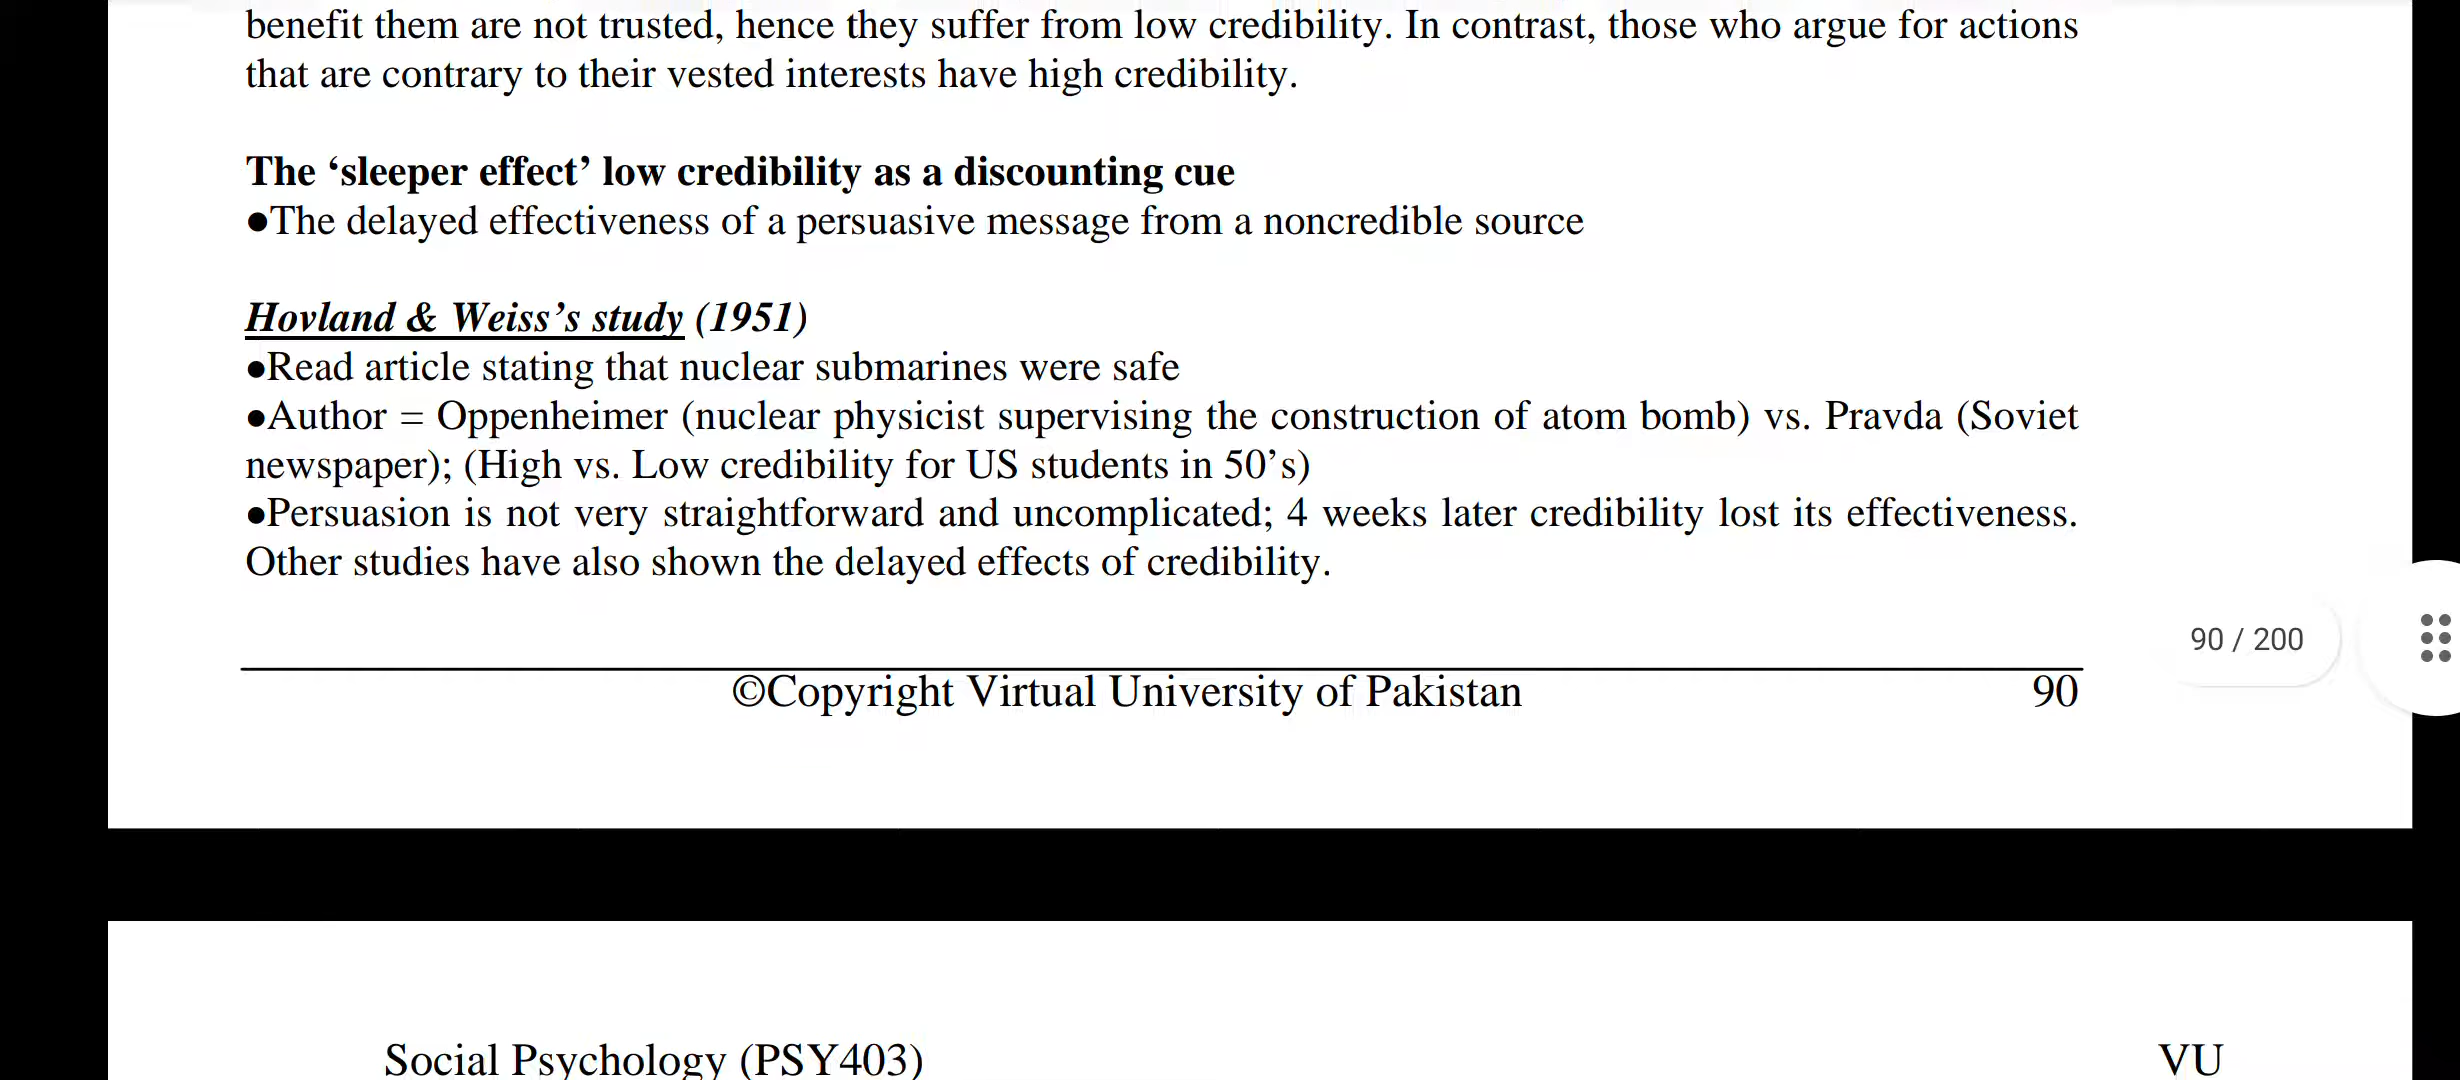 benefit them are not trusted, hence they suffer from low credibility. In contrast, those who argue for actions
that are contrary to their vested interests have high credibility.
The ‘sleeper effect’ low credibility as a discounting cue
●The delayed effectiveness of a persuasive message from a noncredible source
Hovland & Weiss’s study (1951)
●Read article stating that nuclear submarines were safe
●Author = Oppenheimer (nuclear physicist supervising the construction of atom bomb) vs. Pravda (Soviet
newspaper); (High vs. Low credibility for US students in 50’s)
●Persuasion is not very straightforward and uncomplicated; 4 weeks later credibility lost its effectiveness.
Other studies have also shown the delayed effects of credibility.
90 / 200
©Copyright Virtual University of Pakistan 90
Social Psychology (PSY403) VU